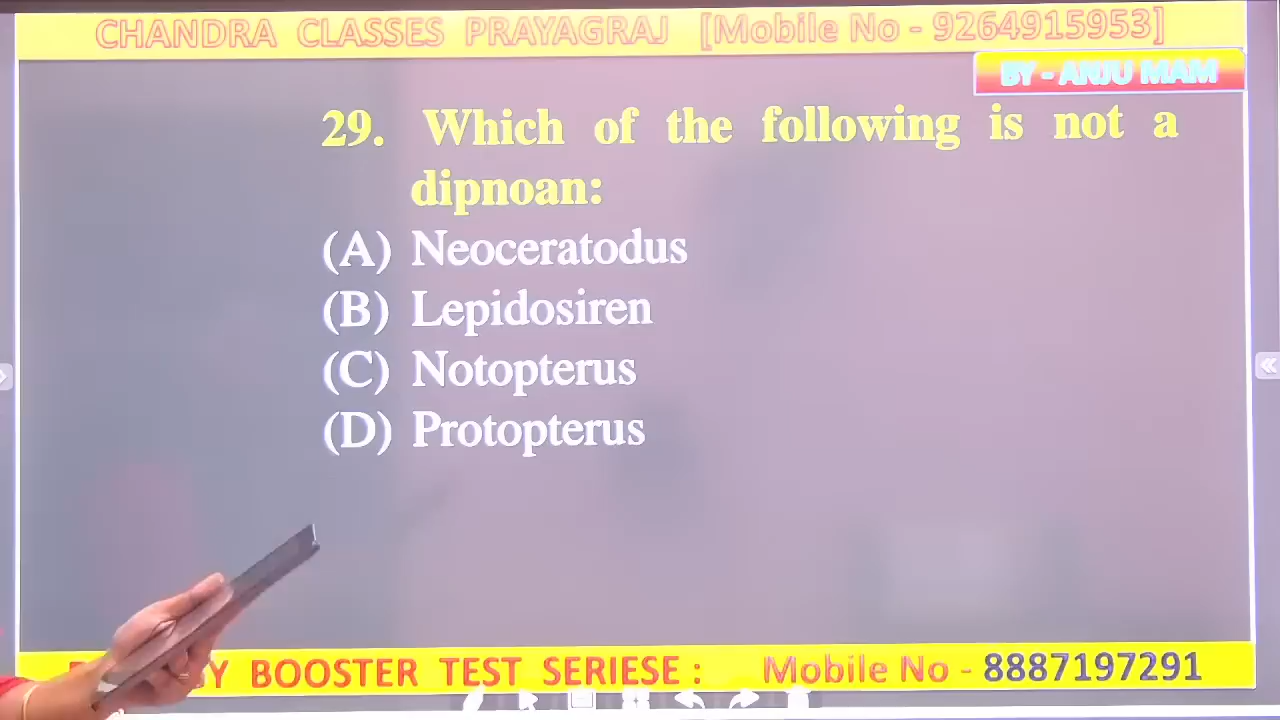 CHANDRA CLASSES PRAYAGRAJ [Mobile No - 9264915953]
BY - ANJU MAM
29. Which of the following is not a
dipnoan:
(A) Neoceratodus
(B) Lepidosiren
(C) Notopterus
(D) Protopterus
BOOSTER TEST SERIESE : Mobile No - 8887197291